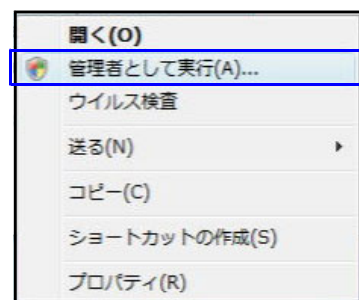 開く(O)
管理者として実行(A)...
ウイルス検査
送る(N)
コピー(C)
ショートカットの作成(S)
プロパティ(R)